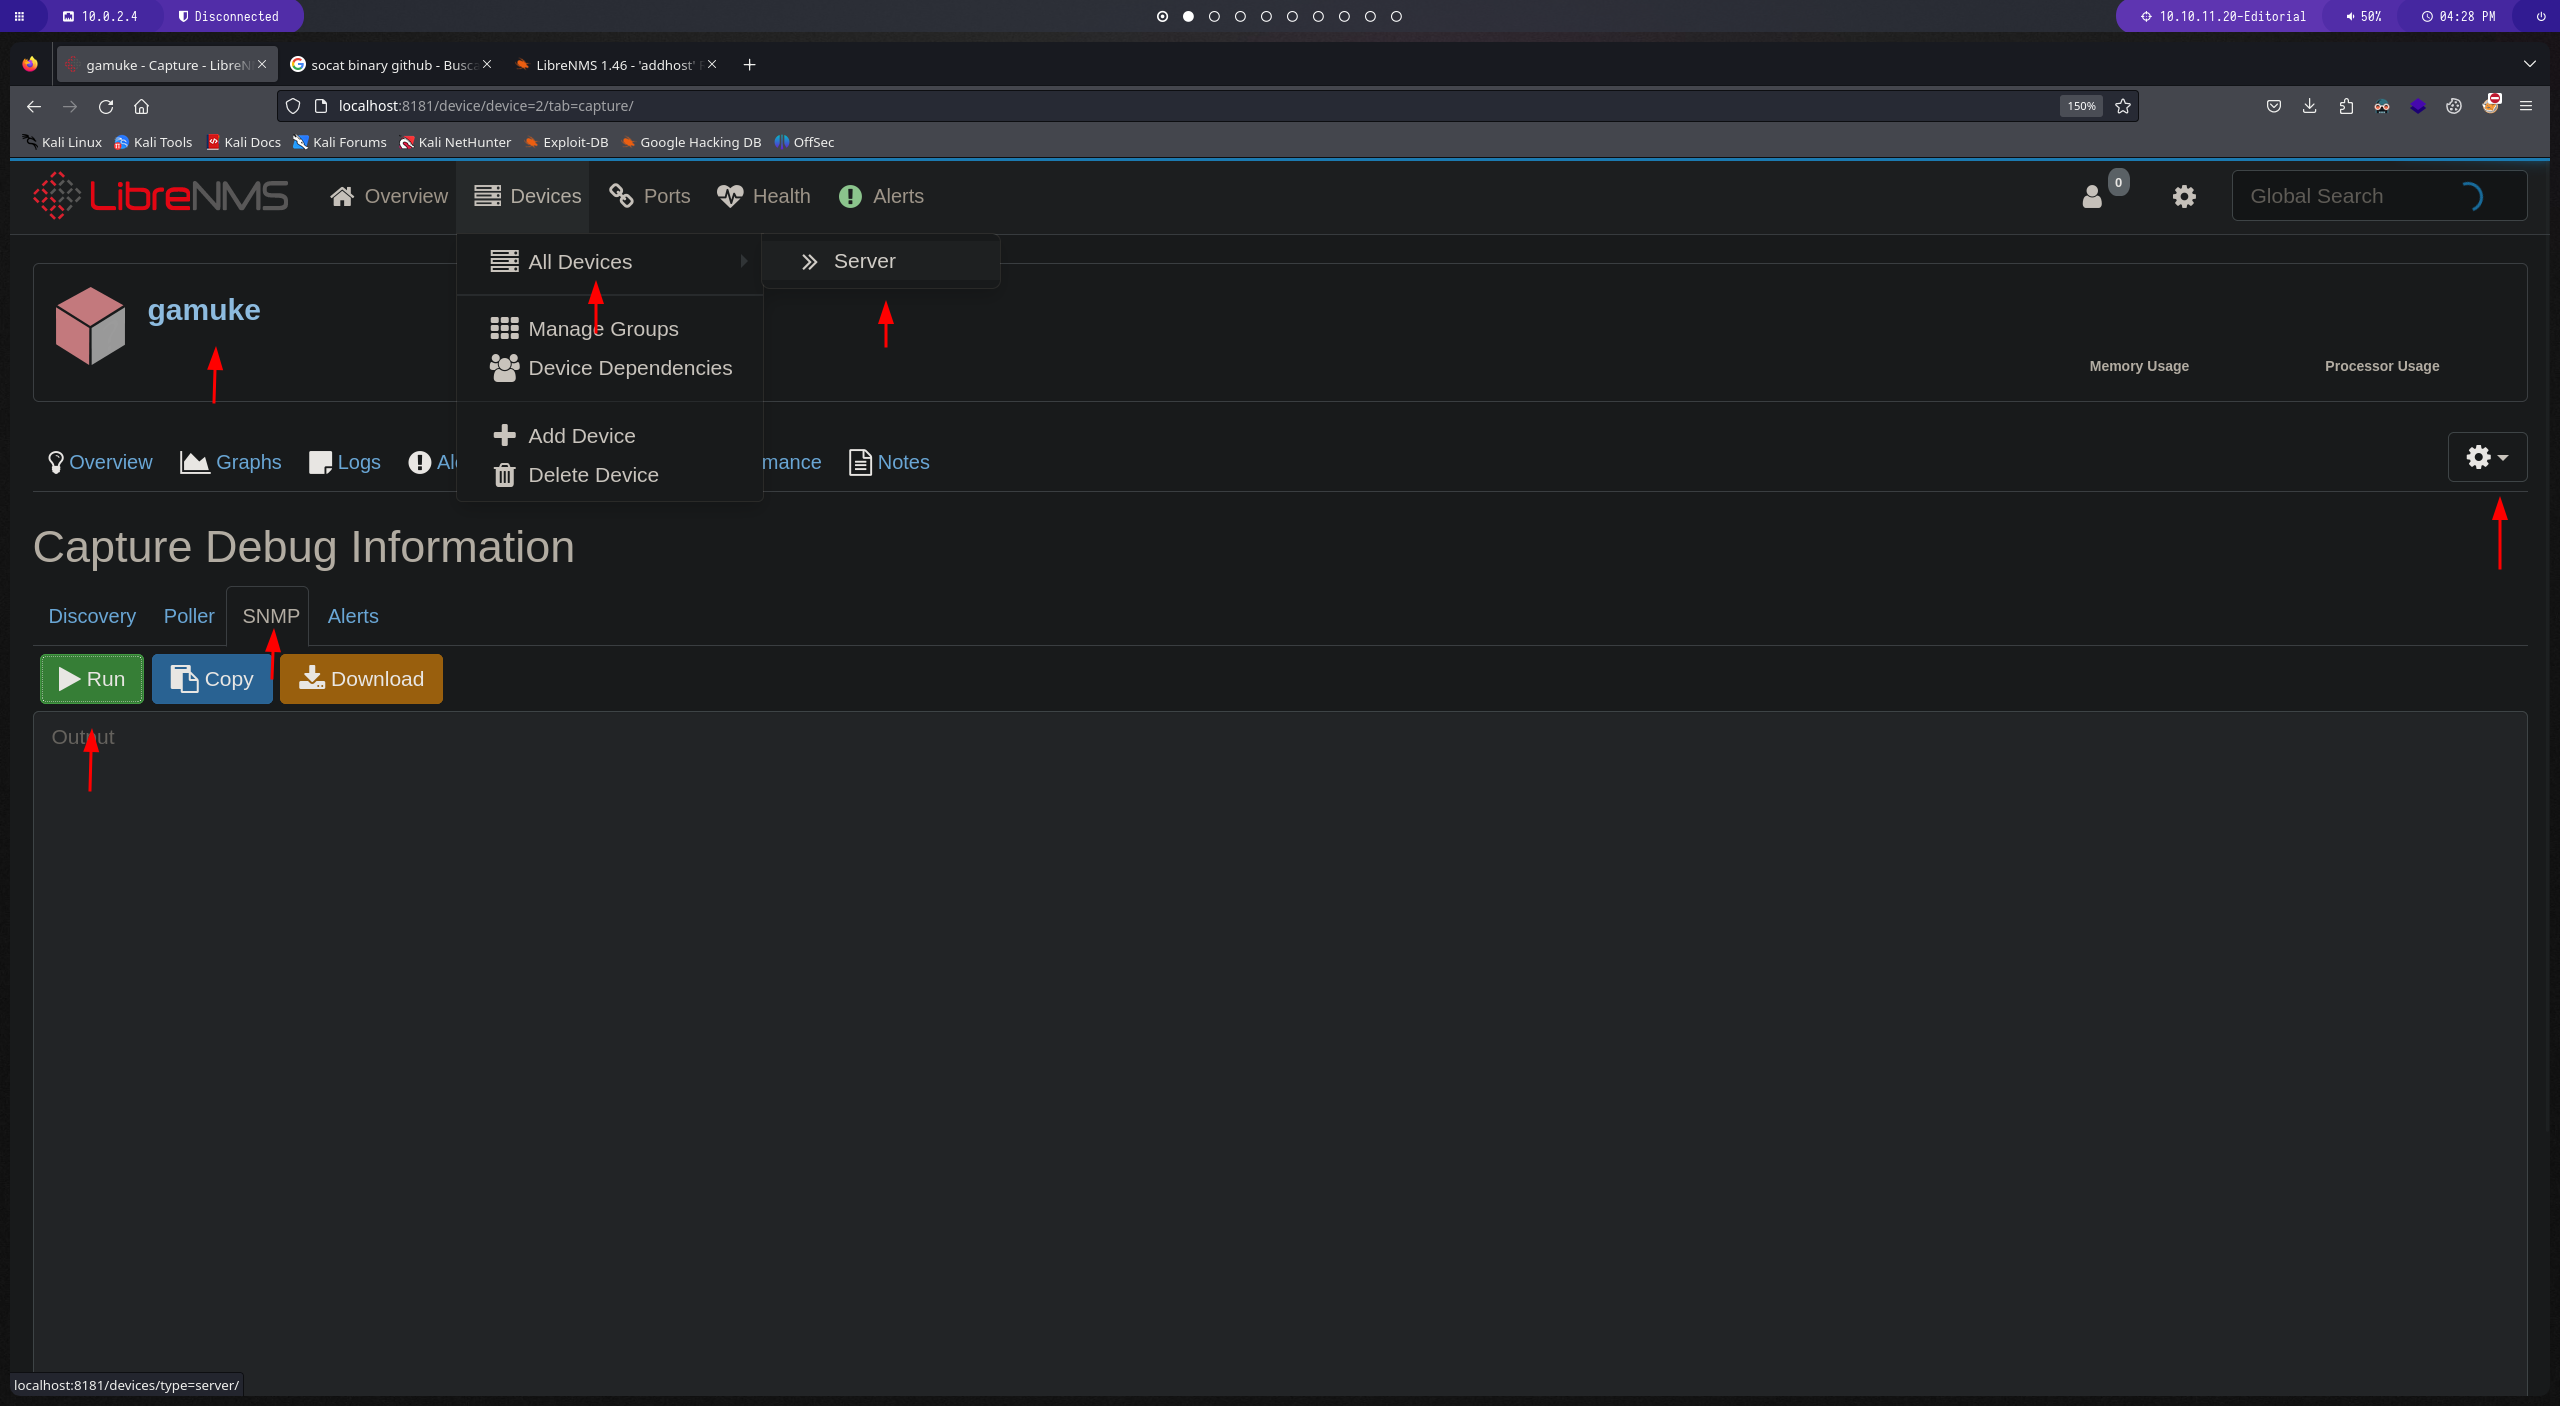 10.0.2.4 Disconnected 10.10.11.20-Editorial 50% 04:28 PM
gamuke - Capture - LibreN socat binary github - Busca LibreNMS 1.46 - 'addhost'
localhost:8181/device/device=2/tab=capture/ 150%
Kali Linux Kali Tools Kali Docs Kali Forums Kali NetHunter Exploit-DB Google Hacking DB OffSec
LibreNMS Overview Devices Ports Health Alerts 0 Global Search
All Devices Server
gamuke
Manage Groups
Device Dependencies
Memory Usage Processor Usage
Add Device
Delete Device
Overview Graphs Logs Al mance Notes
Capture Debug Information
Discovery Poller SNMP Alerts
Run Copy Download
Output
localhost:8181/devices/type=server/